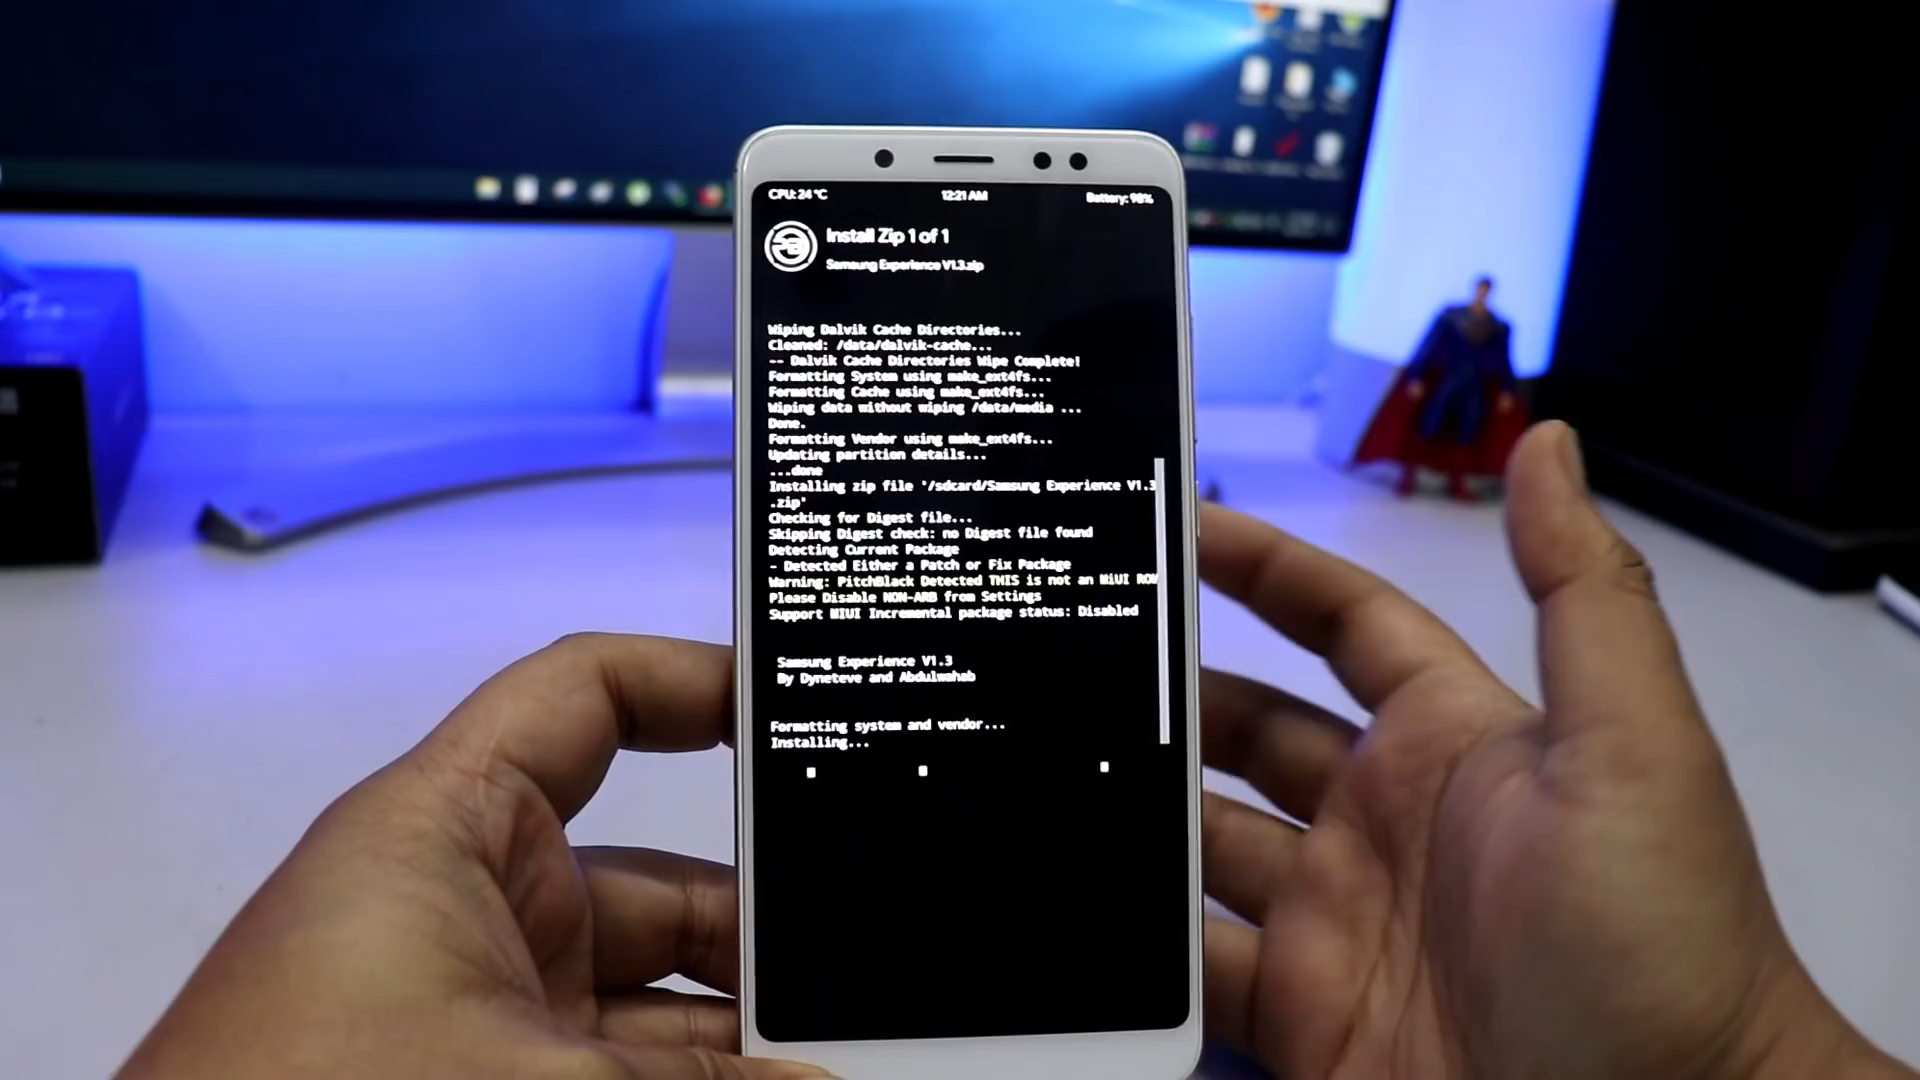 CPU: 24 °C 12:21 AM Battery: 98%
Install Zip 1 of 1
Samsung Experience V1.3.zip
Wiping Dalvik Cache Directories...
Cleaned: /data/dalvik-cache...
-- Dalvik Cache Directories Wipe Complete!
Formatting System using make_ext4fs...
Formatting Cache using make_ext4fs...
Wiping data without wiping /data/media ...
Done.
Formatting Vendor using make_ext4fs...
Updating partition details...
...done
Installing zip file '/sdcard/Samsung Experience V1.3
.zip'
Checking for Digest file...
Skipping Digest check: no Digest file found
Detecting Current Package
- Detected Either a Patch or Fix Package
Warning: PitchBlack Detected THIS is not an MiUI ROM
Please Disable NON-ARB from Settings
Support MIUI Incremental package status: Disabled
Samsung Experience V1.3
By Dyneteve and Abdulwahab
Formatting system and vendor...
Installing...